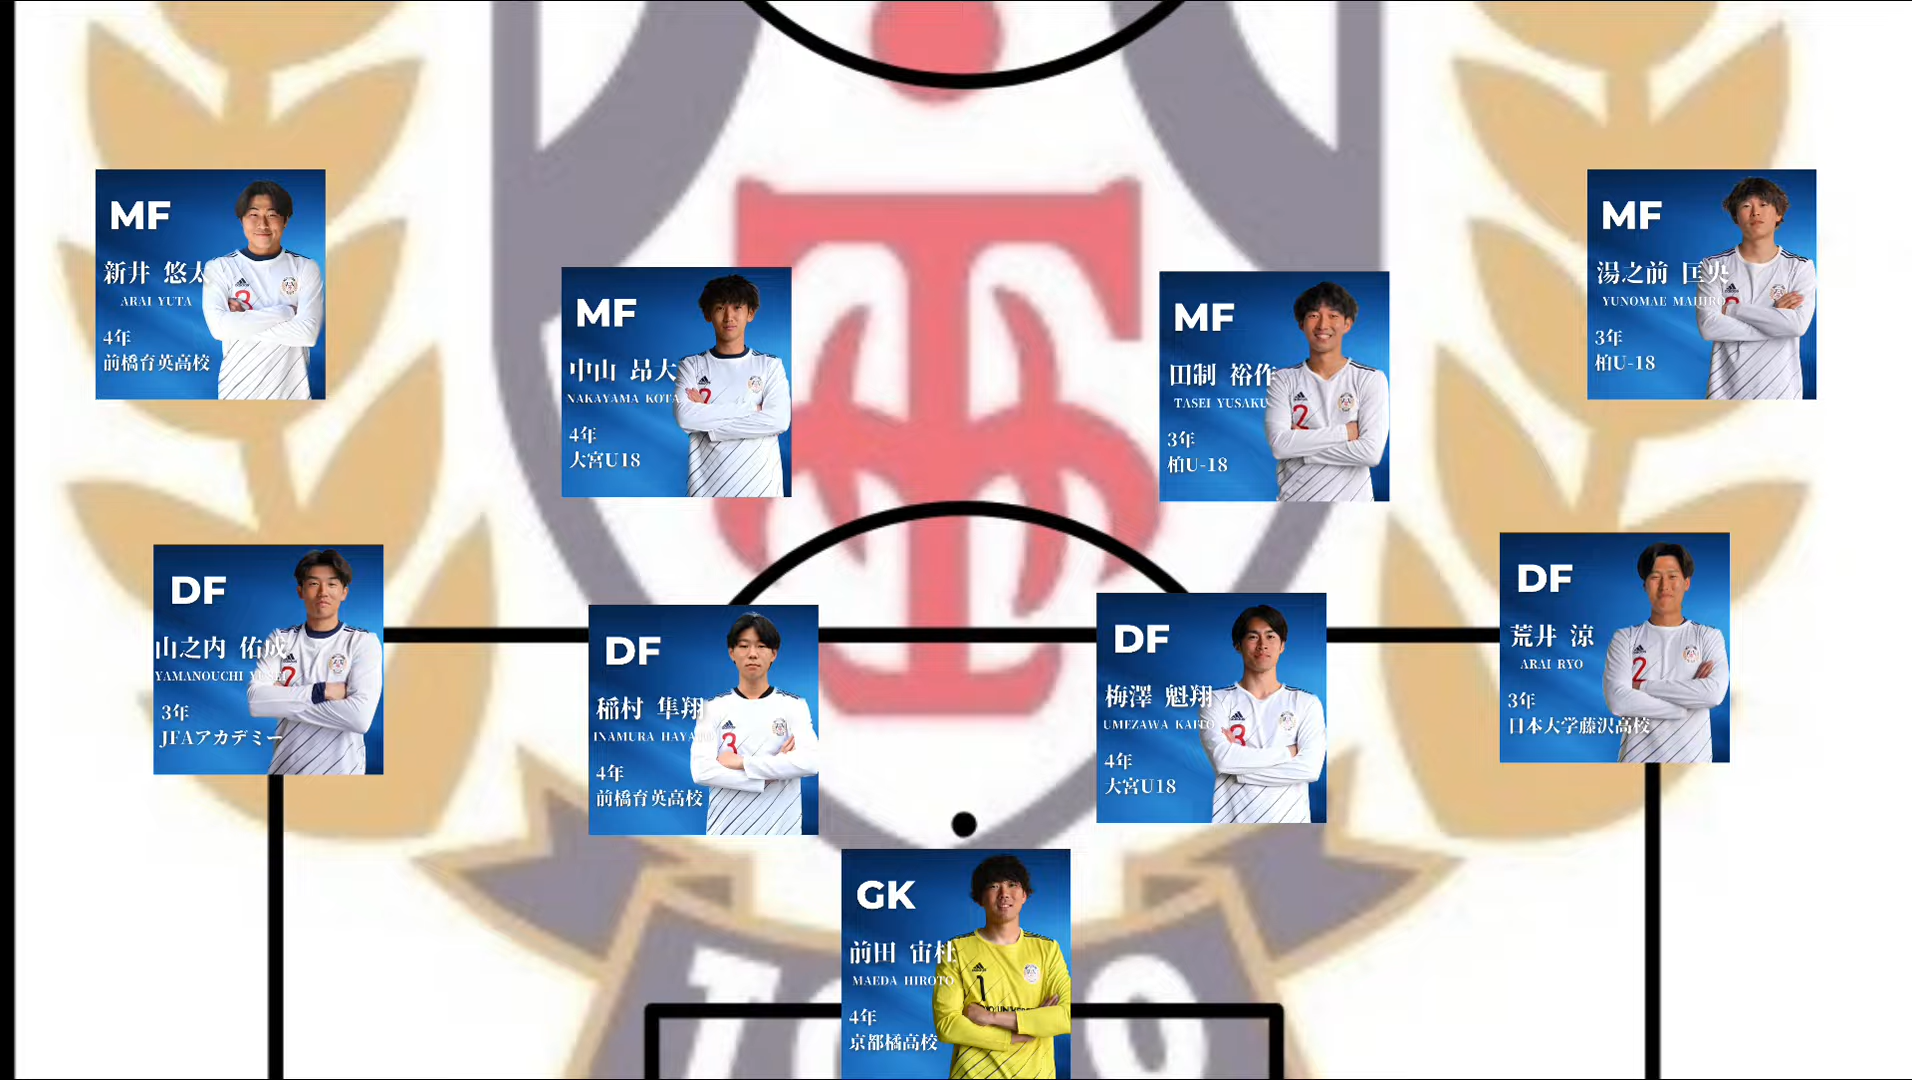 MF
新井 悠太
ARAI YUTA
4年
前橋育英高校
MF
中山 昂大
NAKAYAMA KOTA
4年
大宮U18
MF
田制 裕作
TASEI YUSAKU
3年
柏U-18
MF
湯之前 匡央
YUNOMAE MAHIRO
3年
柏U-18
DF
山之内 佑成
YAMANOUCHI YUSEI
3年
JFAアカデミー
DF
稲村 隼翔
INAMURA HAYATO
4年
前橋育英高校
DF
梅澤 魁翔
UMEZAWA KAITO
4年
大宮U18
DF
荒井 涼
ARAI RYO
3年
日本大学藤沢高校
GK
前田 宙杜
MAEDA HIROTO
4年
京都橘高校